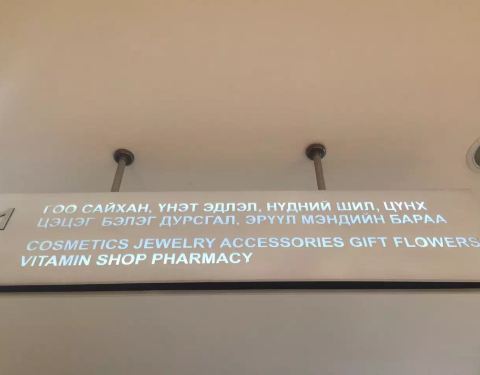 ГОО САЙХАН, ҮНЭТ ЭДЛЭЛ, НҮДНИЙ ШИЛ, ЦҮНХ
ЦЭЦЭГ БЭЛЭГ ДУРСГАЛ, ЭРҮҮЛ МЭНДИЙН БАРАА
COSMETICS JEWELRY ACCESSORIES GIFT FLOWERS
VITAMIN SHOP PHARMACY